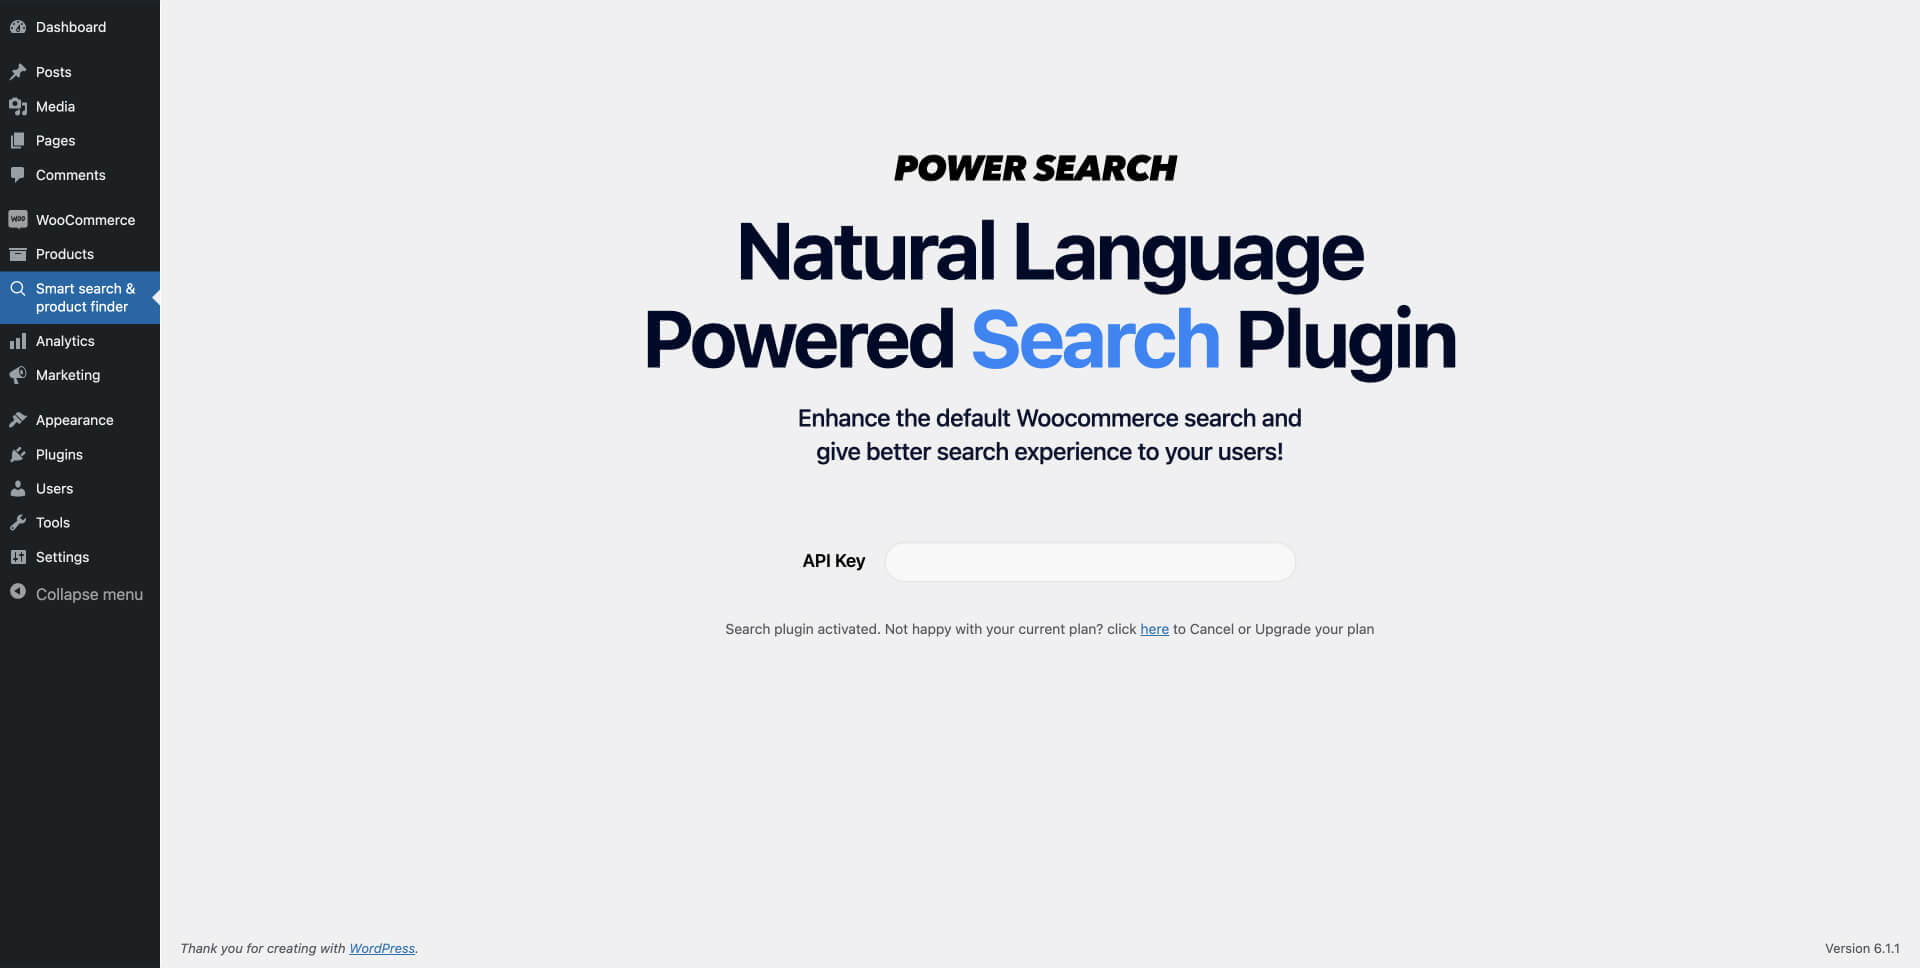 Dashboard
Posts
Media
Pages
Comments
WOO
WooCommerce
Products
Smart search &
product finder
Analytics
Marketing
Appearance
Plugins
Users
Tools
Settings
Collapse menu
POWER SEARCH
Natural Language
Powered Search Plugin
Enhance the default Woocommerce search and
give better search experience to your users!
API Key
Search plugin activated. Not happy with your current plan? click here to Cancel or Upgrade your plan
Thank you for creating with WordPress.
Version 6.1.1